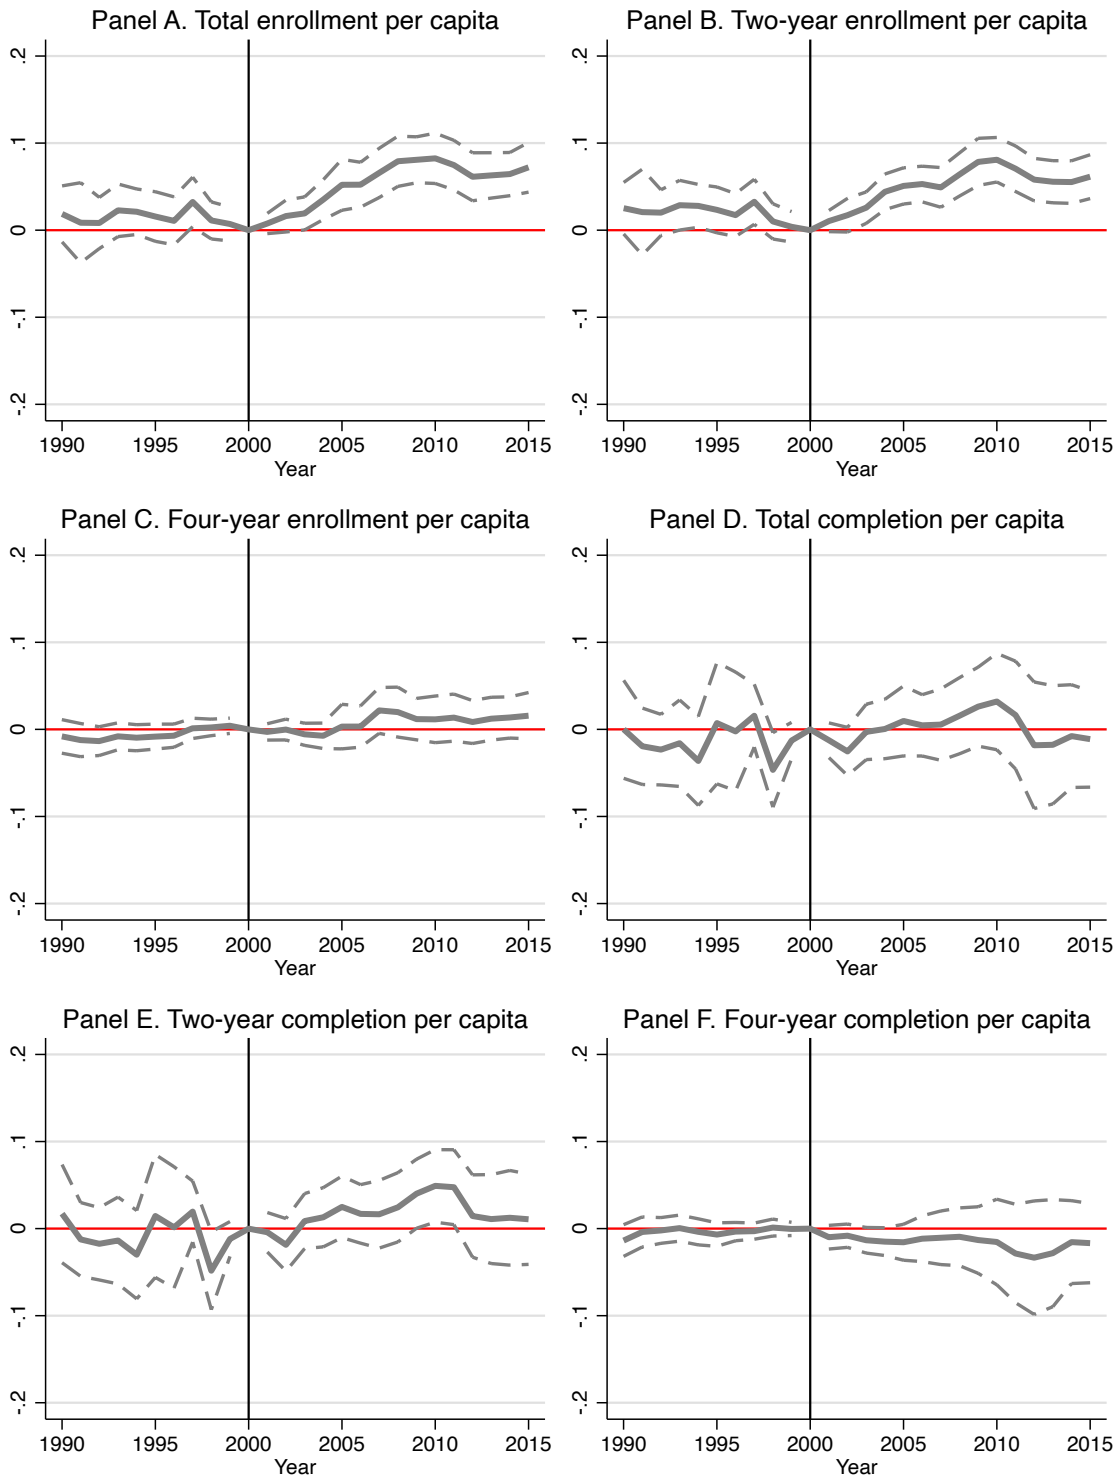 Panel A. Total enrollment per capita
.2
.1
0
-.1
-.2
1990 1995 2000 2005 2010 2015
Year
Panel B. Two-year enrollment per capita
.2
.1
0
-.1
-.2
1990 1995 2000 2005 2010 2015
Year
Panel C. Four-year enrollment per capita
.2
.1
0
-.1
-.2
1990 1995 2000 2005 2010 2015
Year
Panel D. Total completion per capita
.2
.1
0
-.1
-.2
1990 1995 2000 2005 2010 2015
Year
Panel E. Two-year completion per capita
.2
.1
0
-.1
-.2
1990 1995 2000 2005 2010 2015
Year
Panel F. Four-year completion per capita
.2
.1
0
-.1
-.2
1990 1995 2000 2005 2010 2015
Year